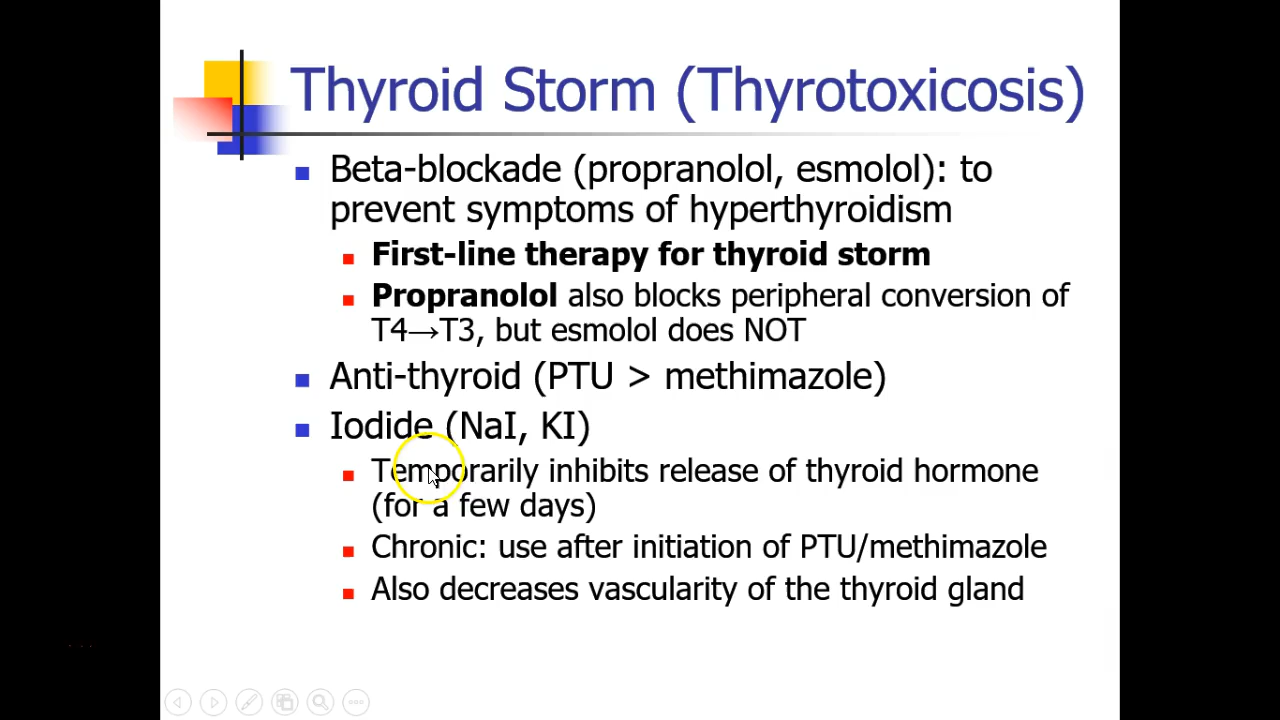 Thyroid Storm (Thyrotoxicosis)
Beta-blockade (propranolol, esmolol): to
prevent symptoms of hyperthyroidism
First-line therapy for thyroid storm
Propranolol also blocks peripheral conversion of
T4→T3, but esmolol does NOT
Anti-thyroid (PTU > methimazole)
Iodide (NaI, KI)
Temporarily inhibits release of thyroid hormone
(for a few days)
Chronic: use after initiation of PTU/methimazole
Also decreases vascularity of the thyroid gland